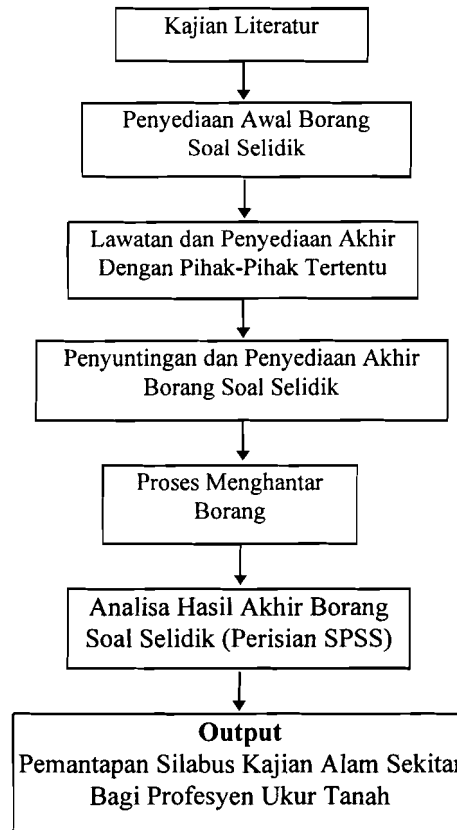 Kajian Literatur
Penyediaan Awal Borang
Soal Selidik
Lawatan dan Penyediaan Akhir
Dengan Pihak-Pihak Tertentu
Penyuntingan dan Penyediaan Akhir
Borang Soal Selidik
Proses Menghantar
Borang
Analisa Hasil Akhir Borang
Soal Selidik (Perisian SPSS)
Output
Pemantapan Silabus Kajian Alam Sekitar
Bagi Profesyen Ukur Tanah